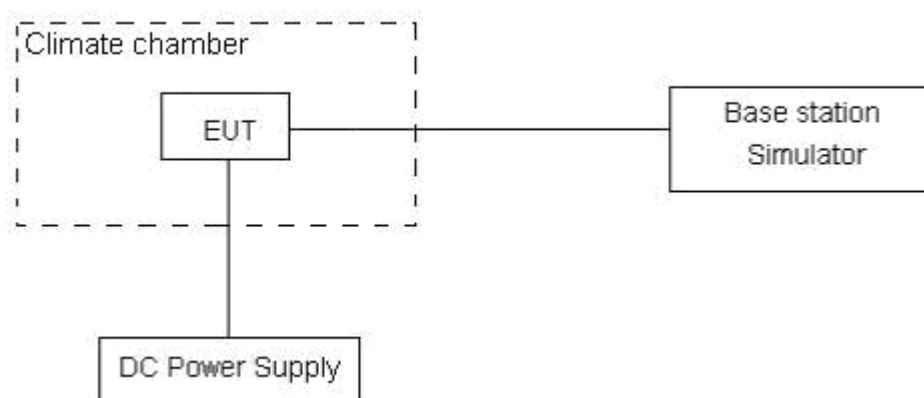 Climate chamber
EUT
Base station
Simulator
DC Power Supply